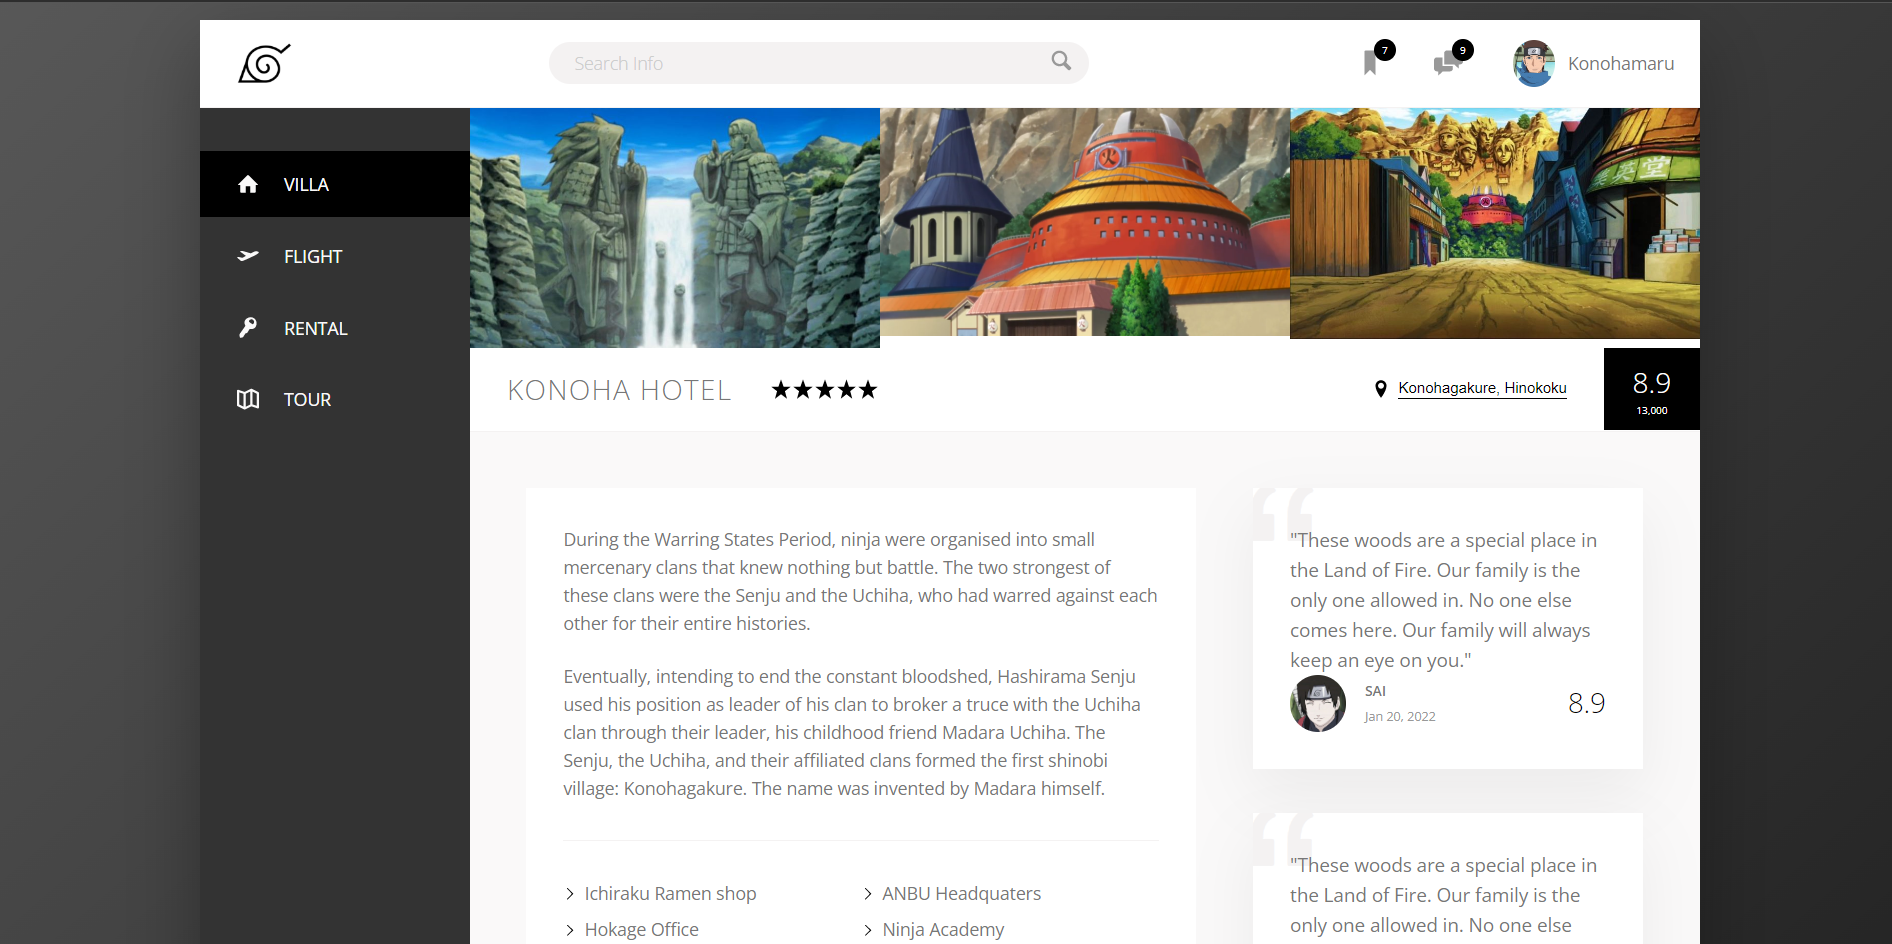 Search Info
7
9
Konohamaru
VILLA
FLIGHT
RENTAL
TOUR
火
KONOHA HOTEL
Konohagakure, Hinokoku
8.9
13,000
During the Warring States Period, ninja were organised into small
mercenary clans that knew nothing but battle. The two strongest of
these clans were the Senju and the Uchiha, who had warred against each
other for their entire histories.
Eventually, intending to end the constant bloodshed, Hashirama Senju
used his position as leader of his clan to broker a truce with the Uchiha
clan through their leader, his childhood friend Madara Uchiha. The
Senju, the Uchiha, and their affiliated clans formed the first shinobi
village: Konohagakure. The name was invented by Madara himself.
Ichiraku Ramen shop
ANBU Headquaters
Hokage Office
Ninja Academy
"These woods are a special place in
the Land of Fire. Our family is the
only one allowed in. No one else
comes here. Our family will always
keep an eye on you."
SAI
Jan 20, 2022
8.9
"These woods are a special place in
the Land of Fire. Our family is the
only one allowed in. No one else